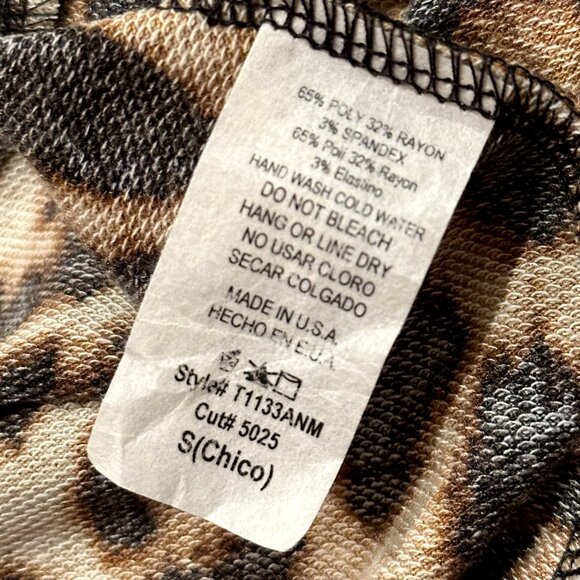 65% POLY 32% RAYON
3% SPANDEX
65% Poli 32% Rayon
3% Elastino
HAND WASH COLD WATER
DO NOT BLEACH
HANG OR LINE DRY
NO USAR CLORO
SECAR COLGADO
MADE IN U.S.A.
HECHO EN E.U.A.
Style# T1133ANM
Cut# 5025
S(Chico)